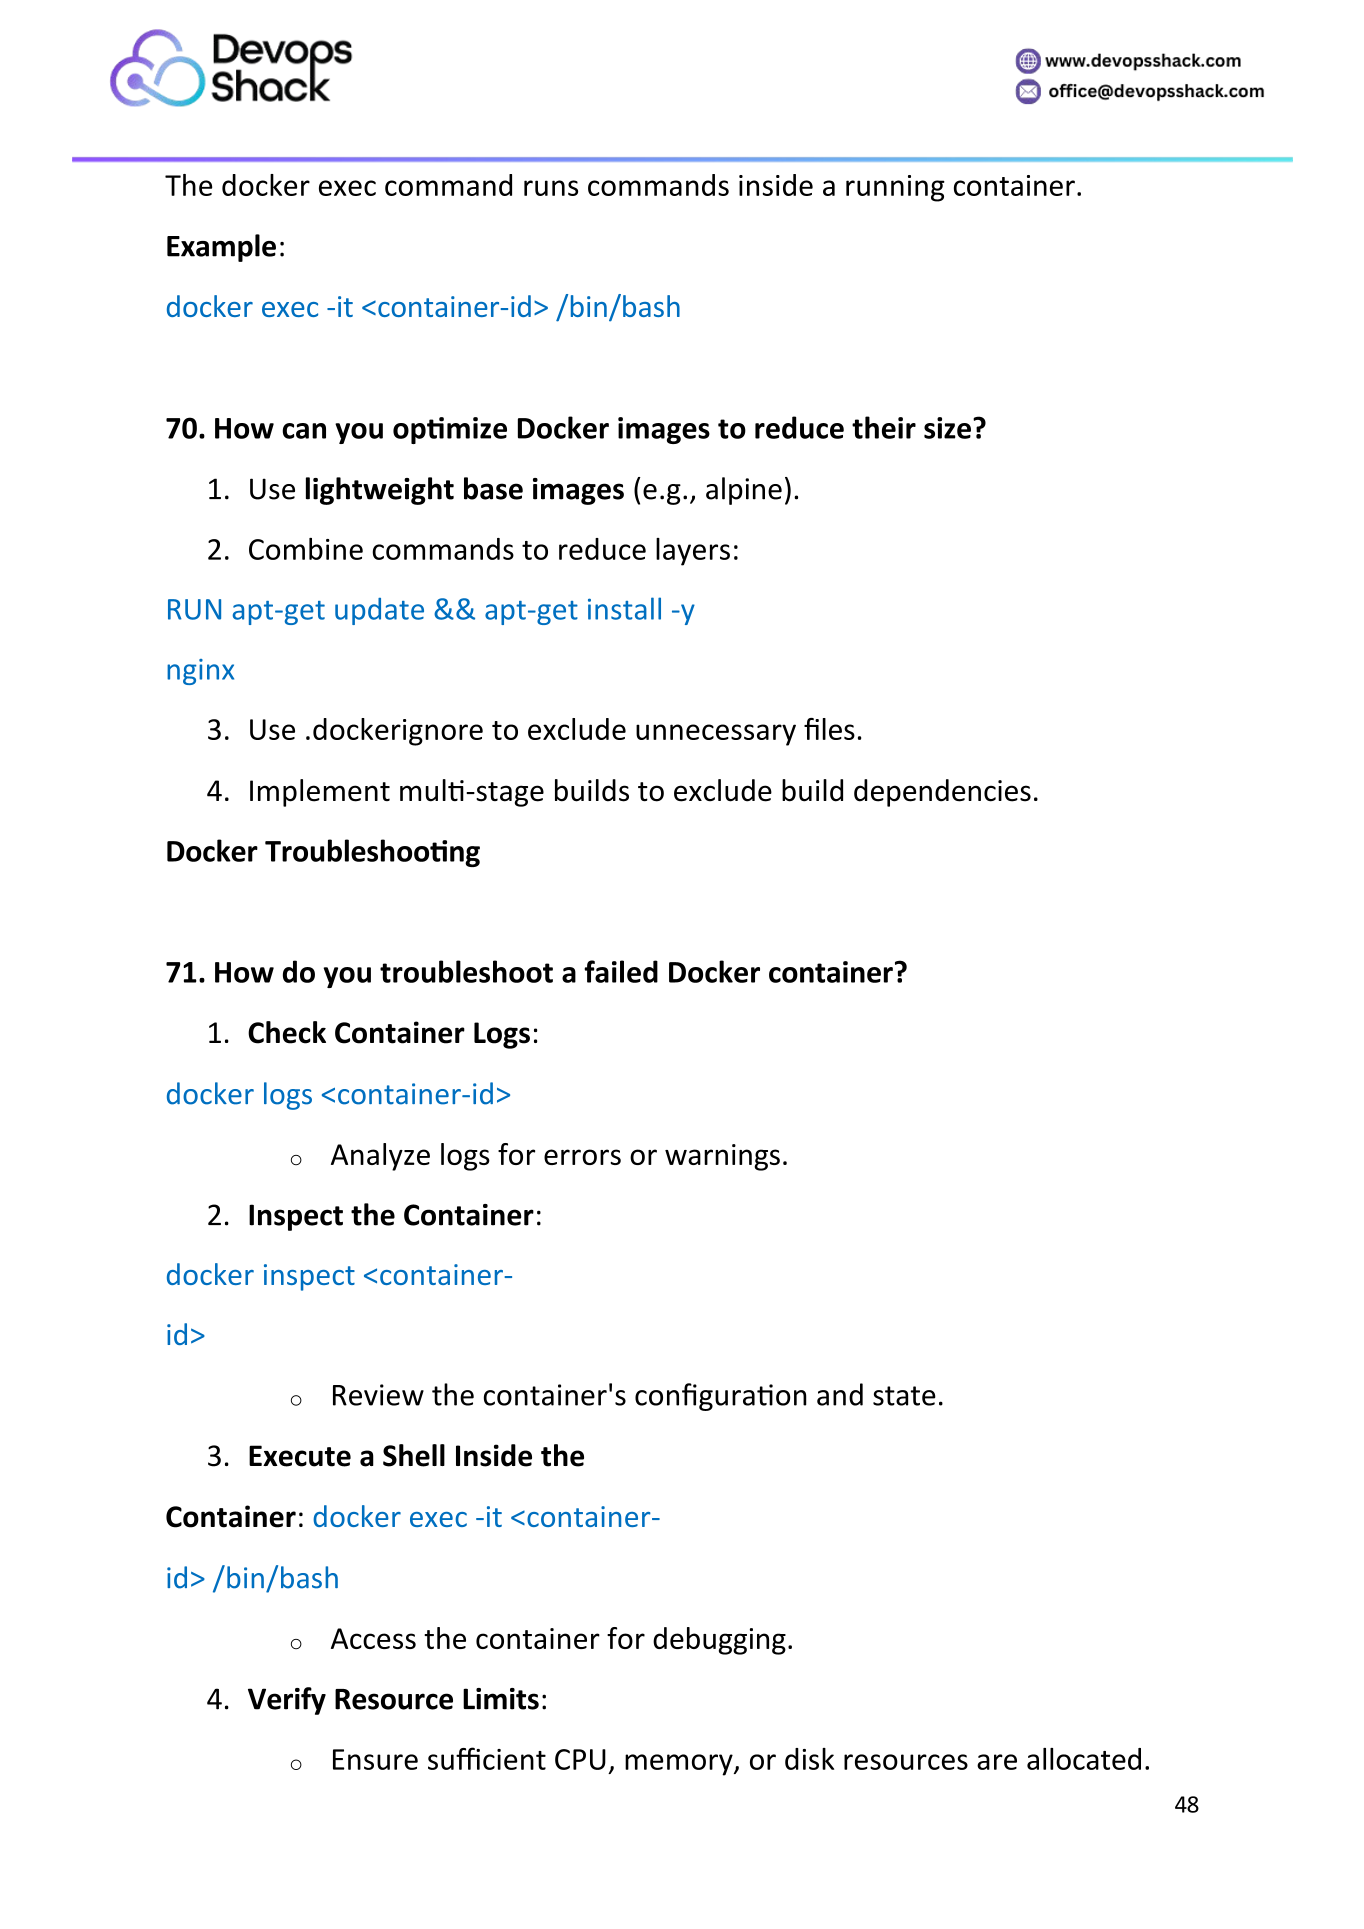 Devops
Shack
www.devopsshack.com
office@devopsshack.com
The docker exec command runs commands inside a running container.
Example:
docker exec -it <container-id> /bin/bash
70. How can you optimize Docker images to reduce their size?
1. Use lightweight base images (e.g., alpine).
2. Combine commands to reduce layers:
RUN apt-get update && apt-get install -y
nginx
3. Use .dockerignore to exclude unnecessary files.
4. Implement multi-stage builds to exclude build dependencies.
Docker Troubleshooting
71. How do you troubleshoot a failed Docker container?
1. Check Container Logs:
docker logs <container-id>
○ Analyze logs for errors or warnings.
2. Inspect the Container:
docker inspect <container-
id>
○ Review the container's configuration and state.
3. Execute a Shell Inside the
Container: docker exec -it <container-
id> /bin/bash
○ Access the container for debugging.
4. Verify Resource Limits:
○ Ensure sufficient CPU, memory, or disk resources are allocated.
48